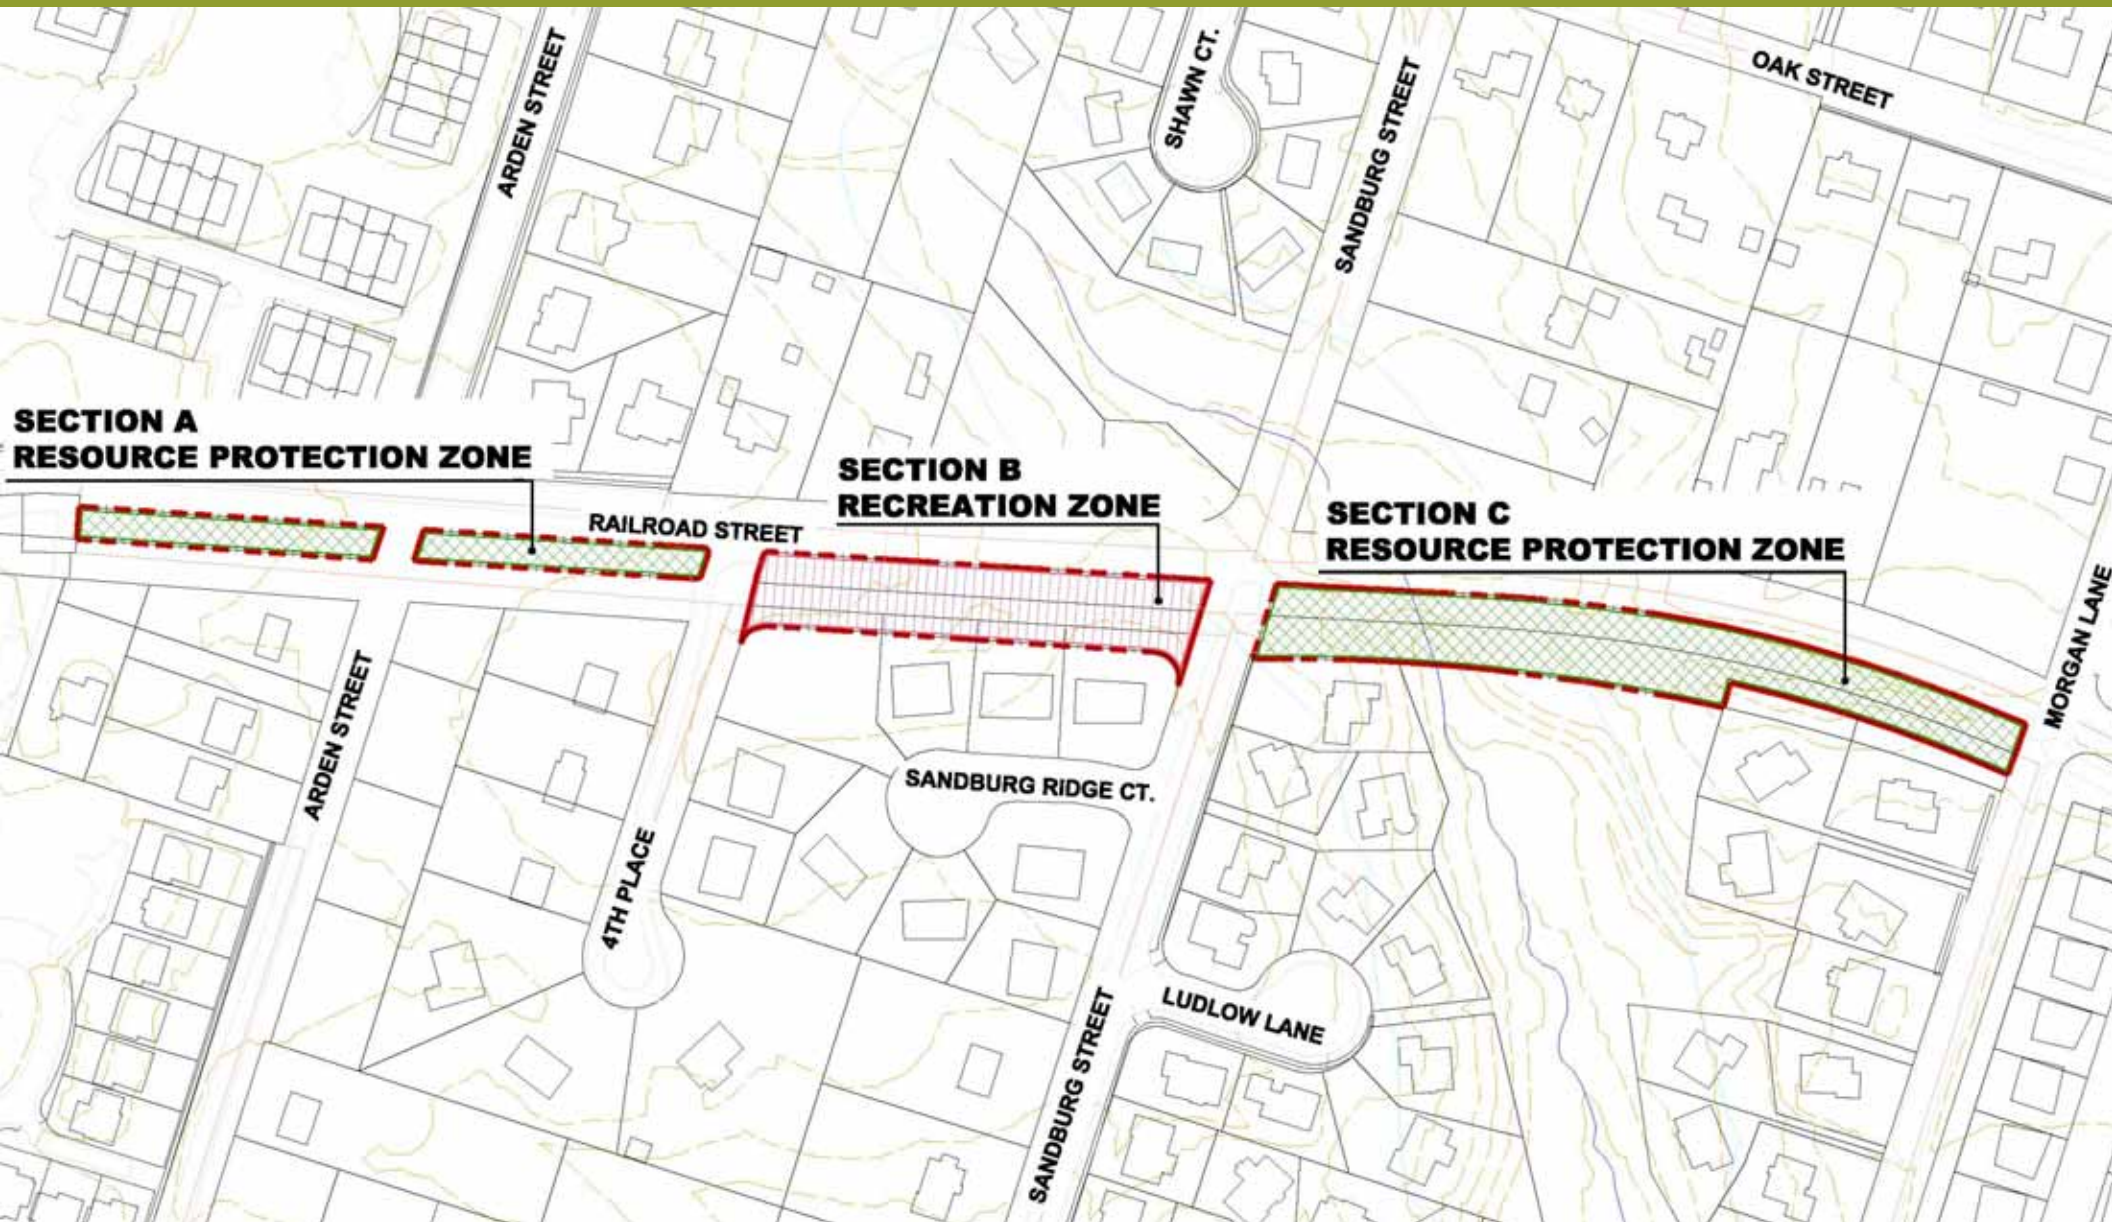 ARDEN STREET
SHAWN CT.
SANDBURG STREET
OAK STREET
SECTION A
RESOURCE PROTECTION ZONE
SECTION B
RECREATION ZONE
RAILROAD STREET
SECTION C
RESOURCE PROTECTION ZONE
MORGAN LANE
ARDEN STREET
SANDBURG RIDGE CT.
4TH PLACE
LUDLOW LANE
SANDBURG STREET